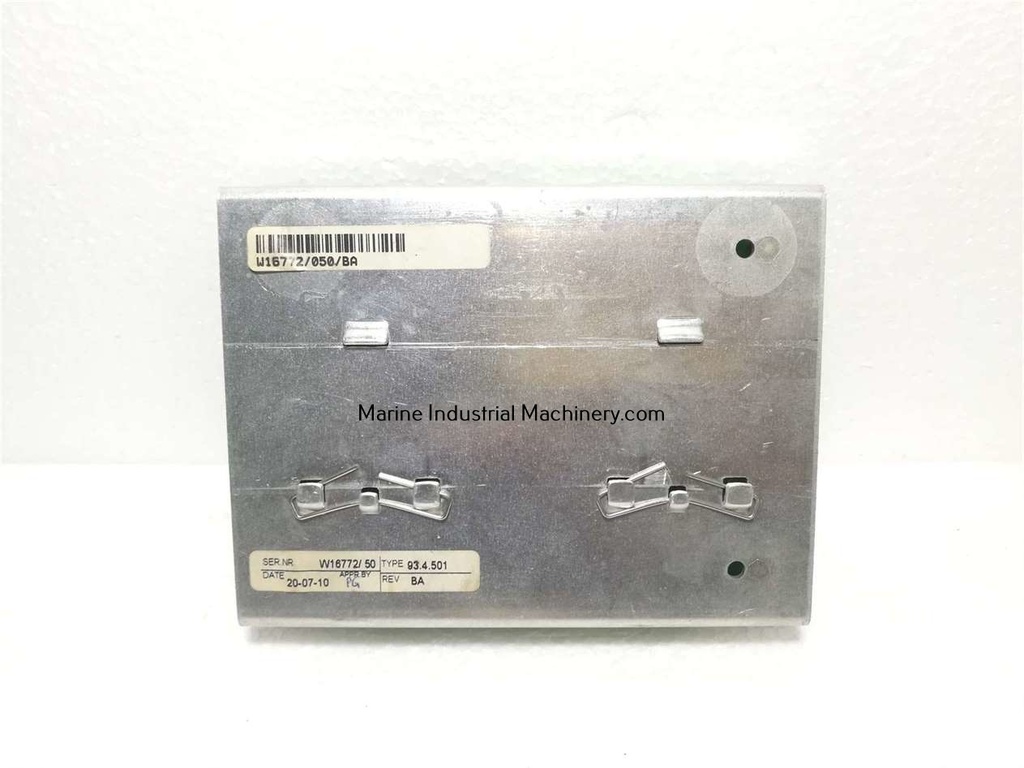 W16772/050/BA
Marine Industrial Machinery.com
SER.NR W16772/ 50 TYPE 93.4.501
DATE 20-07-10 APPR.BY PG REV BA